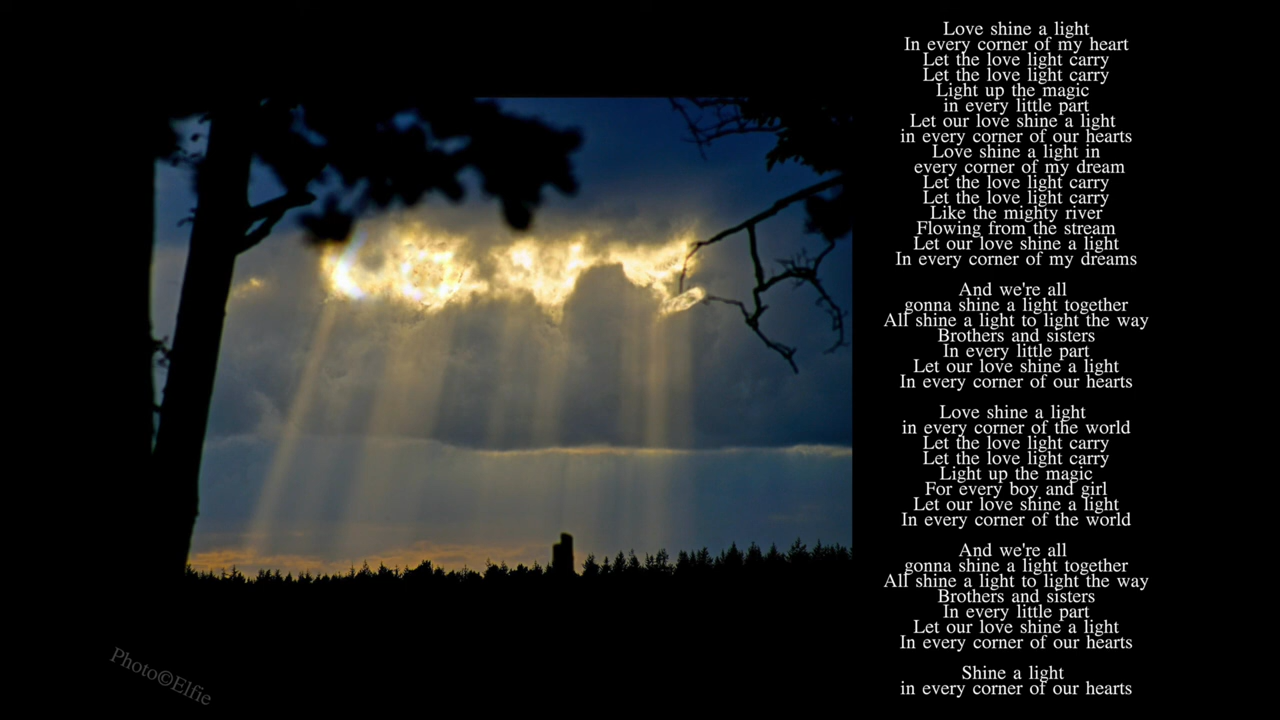 Love shine a light
In every corner of my heart
Let the love light carry
Let the love light carry
Light up the magic
in every little part
Let our love shine a light
in every corner of our hearts
Love shine a light in
every corner of my dream
Let the love light carry
Let the love light carry
Like the mighty river
Flowing from the stream
Let our love shine a light
In every corner of my dreams
And we're all
gonna shine a light together
All shine a light to light the way
Brothers and sisters
In every little part
Let our love shine a light
In every corner of our hearts
Love shine a light
in every corner of the world
Let the love light carry
Let the love light carry
Light up the magic
For every boy and girl
Let our love shine a light
In every corner of the world
And we're all
gonna shine a light together
All shine a light to light the way
Brothers and sisters
In every little part
Let our love shine a light
In every corner of our hearts
Shine a light
in every corner of our hearts
Photo©Elfie